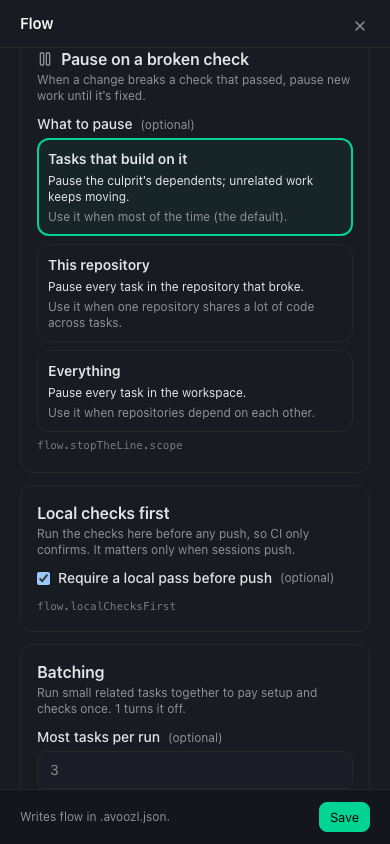 Flow
Pause on a broken check
When a change breaks a check that passed, pause new
work until it's fixed.
What to pause (optional)
Tasks that build on it
Pause the culprit's dependents; unrelated work
keeps moving.
Use it when most of the time (the default).
This repository
Pause every task in the repository that broke.
Use it when one repository shares a lot of code
across tasks.
Everything
Pause every task in the workspace.
Use it when repositories depend on each other.
flow.stopTheLine.scope
Local checks first
Run the checks here before any push, so CI only
confirms. It matters only when sessions push.
Require a local pass before push (optional)
flow.localChecksFirst
Batching
Run small related tasks together to pay setup and
checks once. 1 turns it off.
Most tasks per run (optional)
3
Writes flow in .avoozl.json.
Save